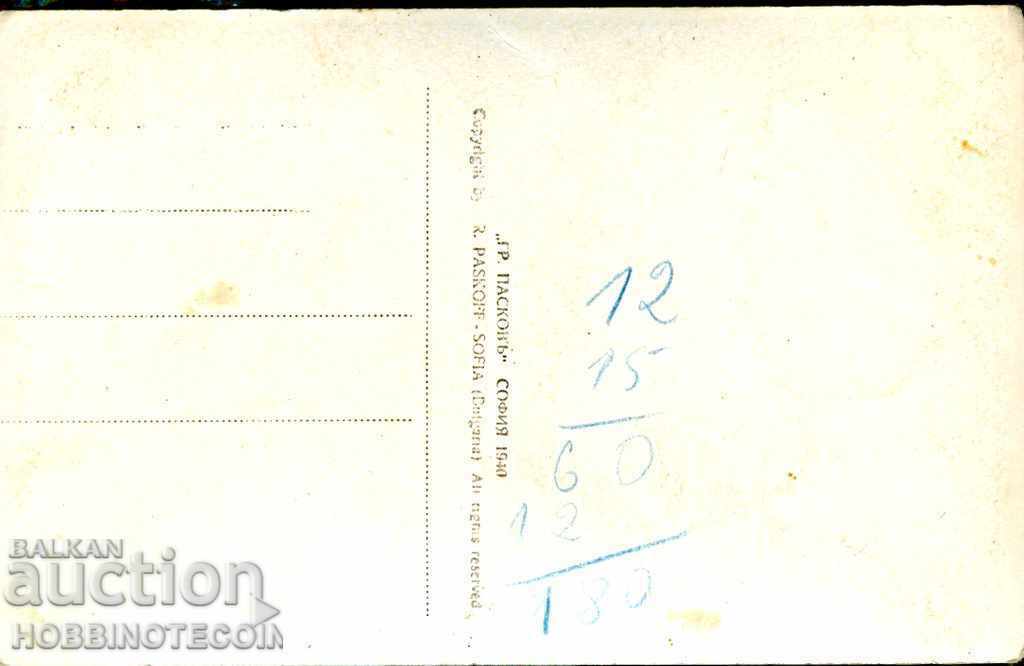 Copyright by R. PASKOFF - SOFIA (Bulgaria) All rights reserved
„ГР. ПАСКОВЪ" СОФИЯ 1940
12
15
60
12
180
BALKAN
auction
HOBBINOTECOIN